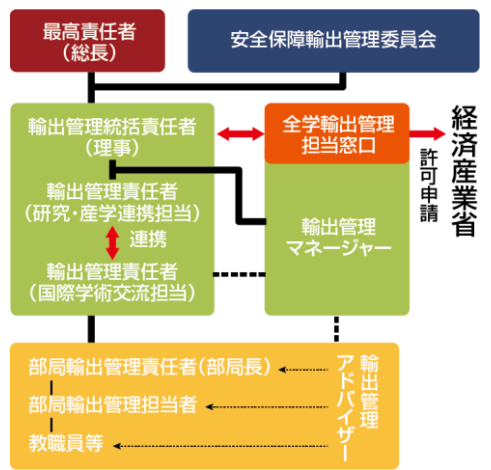 最高責任者
(総長)
安全保障輸出管理委員会
輸出管理統括責任者
(理事)
輸出管理責任者
(研究・産学連携担当)
連携
輸出管理責任者
(国際学術交流担当)
全学輸出管理
担当窓口
輸出管理
マネージャー
経済産業省
許可申請
部局輸出管理責任者(部局長)
部局輸出管理担当者
教職員等
輸出管理
アドバイザー